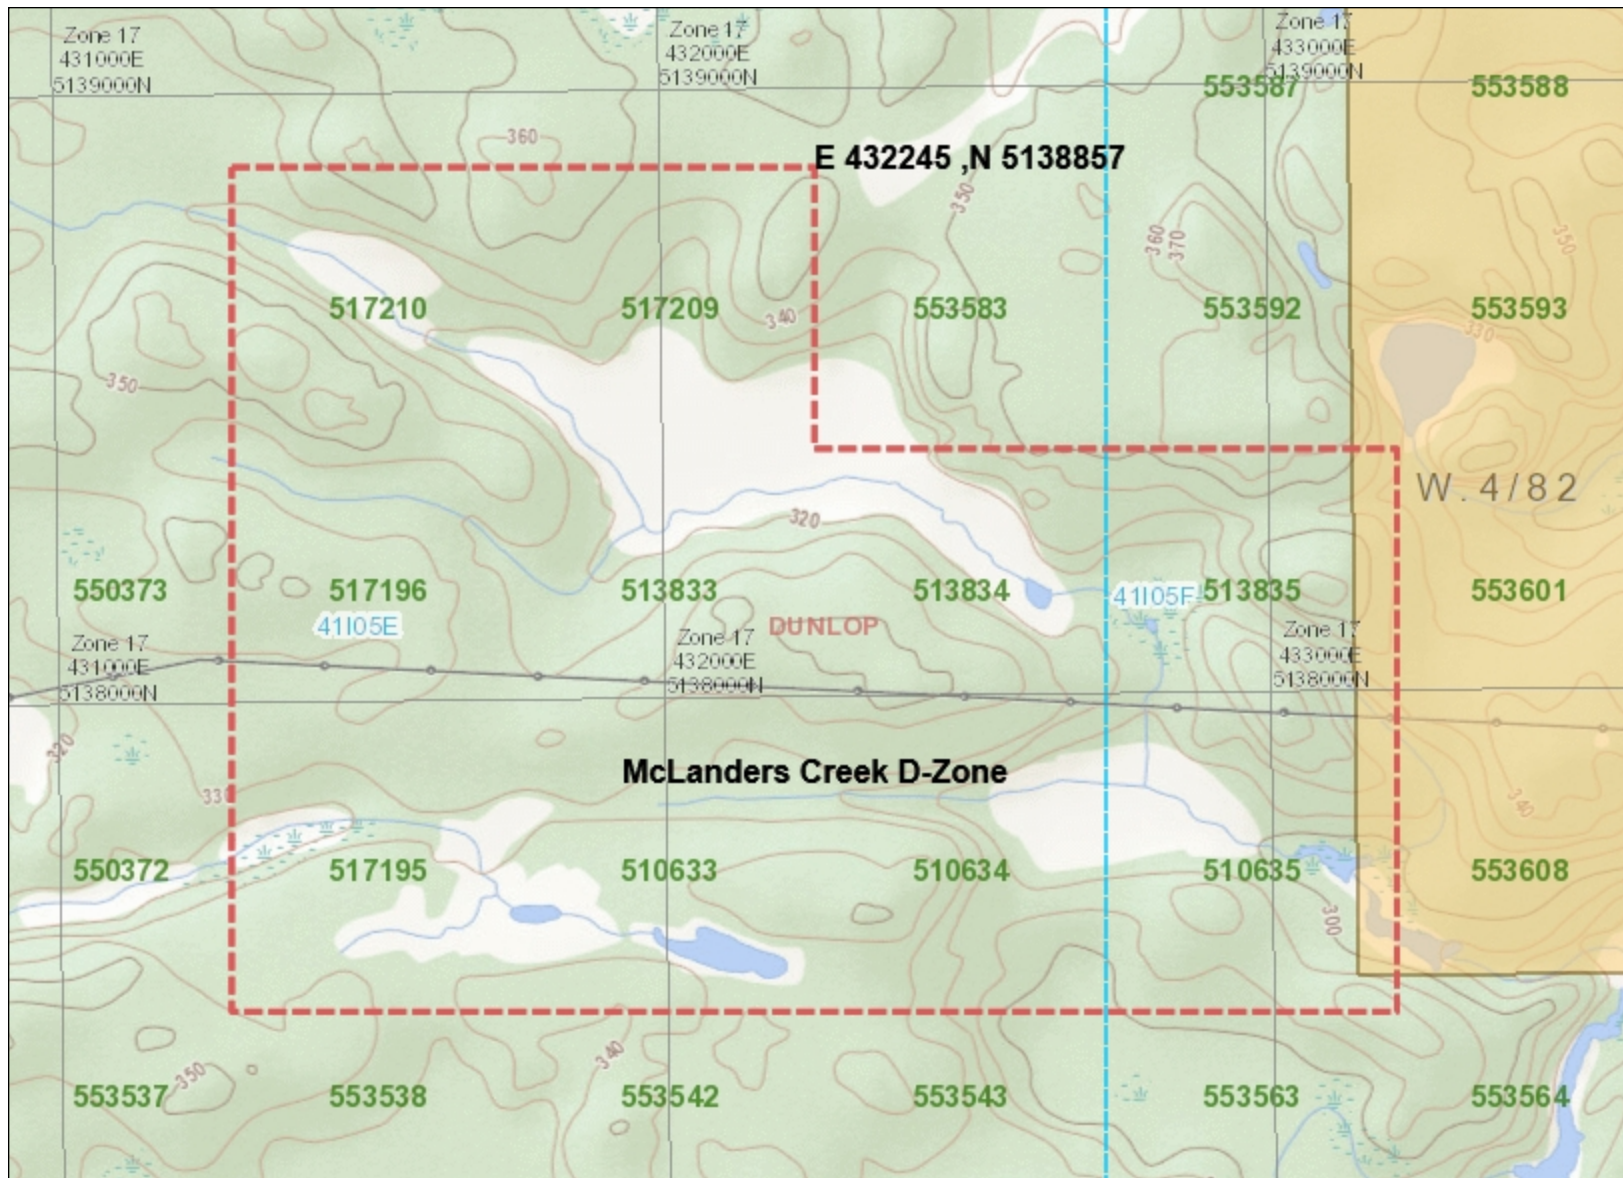 Zone 17
431000E
5139000N
Zone 17
432000E
5139000N
Zone 17
433000E
5139000N
553587
553588
360
E 432245 ,N 5138857
350
360
370
350
517210
517209
340
553583
553592
553593
330
350
W.4/82
320
550373
517196
513833
513834
41I05F
513835
553601
41I05E
DUNLOP
Zone 17
431000E
5138000N
Zone 17
432000E
5138000N
Zone 17
433000E
5138000N
320
McLanders Creek D-Zone
330
340
550372
517195
510633
510634
510635
553608
300
340
350
553537
553538
553542
553543
553563
553564